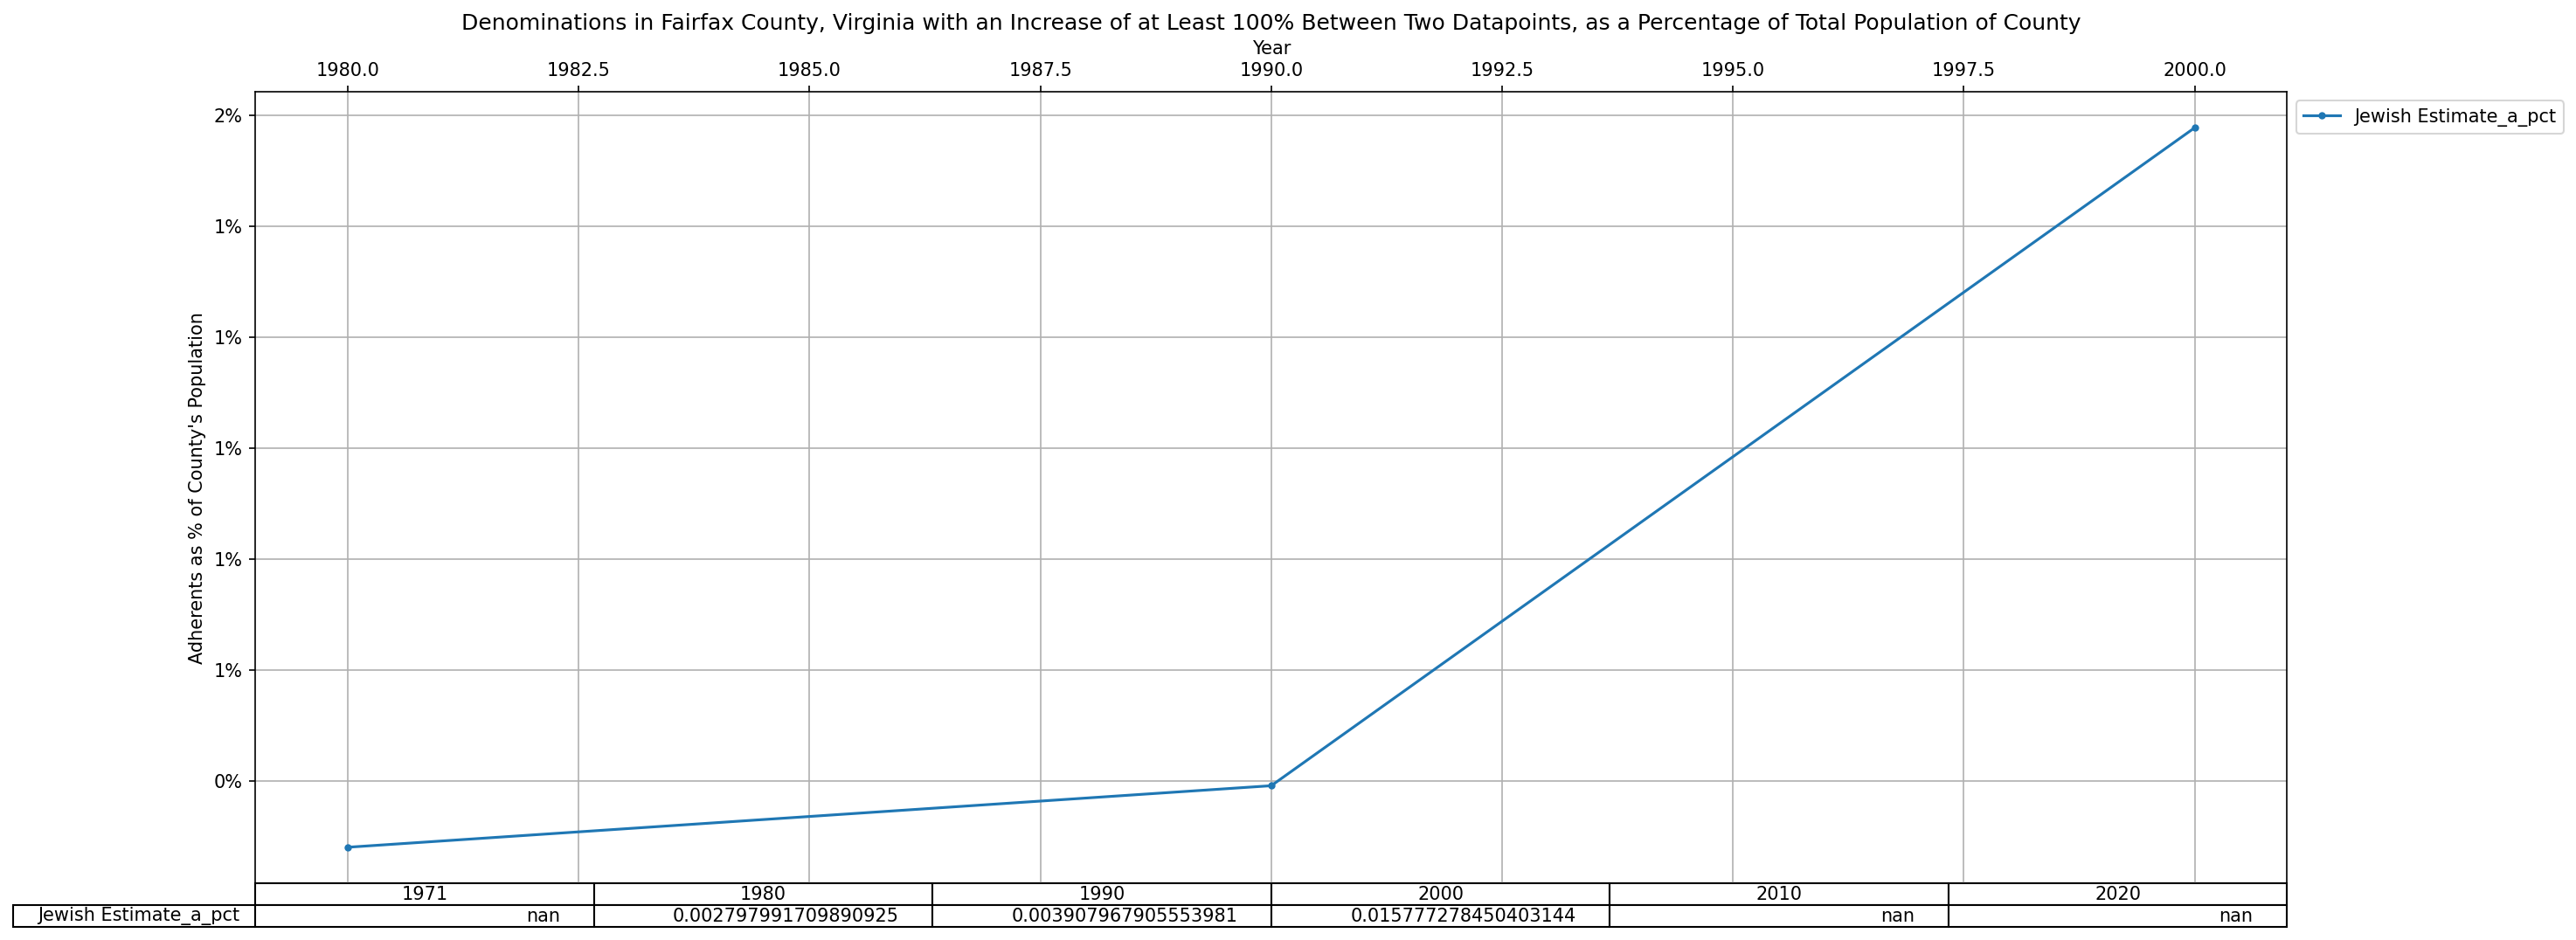 Denominations in Fairfax County, Virginia with an Increase of at Least 100% Between Two Datapoints, as a Percentage of Total Population of County
Year
1980.0 1982.5 1985.0 1987.5 1990.0 1992.5 1995.0 1997.5 2000.0
Jewish Estimate_a_pct
2%
1%
1%
1%
1%
1%
0%
Adherents as % of County's Population
1971 1980 1990 2000 2010 2020
Jewish Estimate_a_pct nan 0.002797991709890925 0.003907967905553981 0.015777278450403144 nan nan